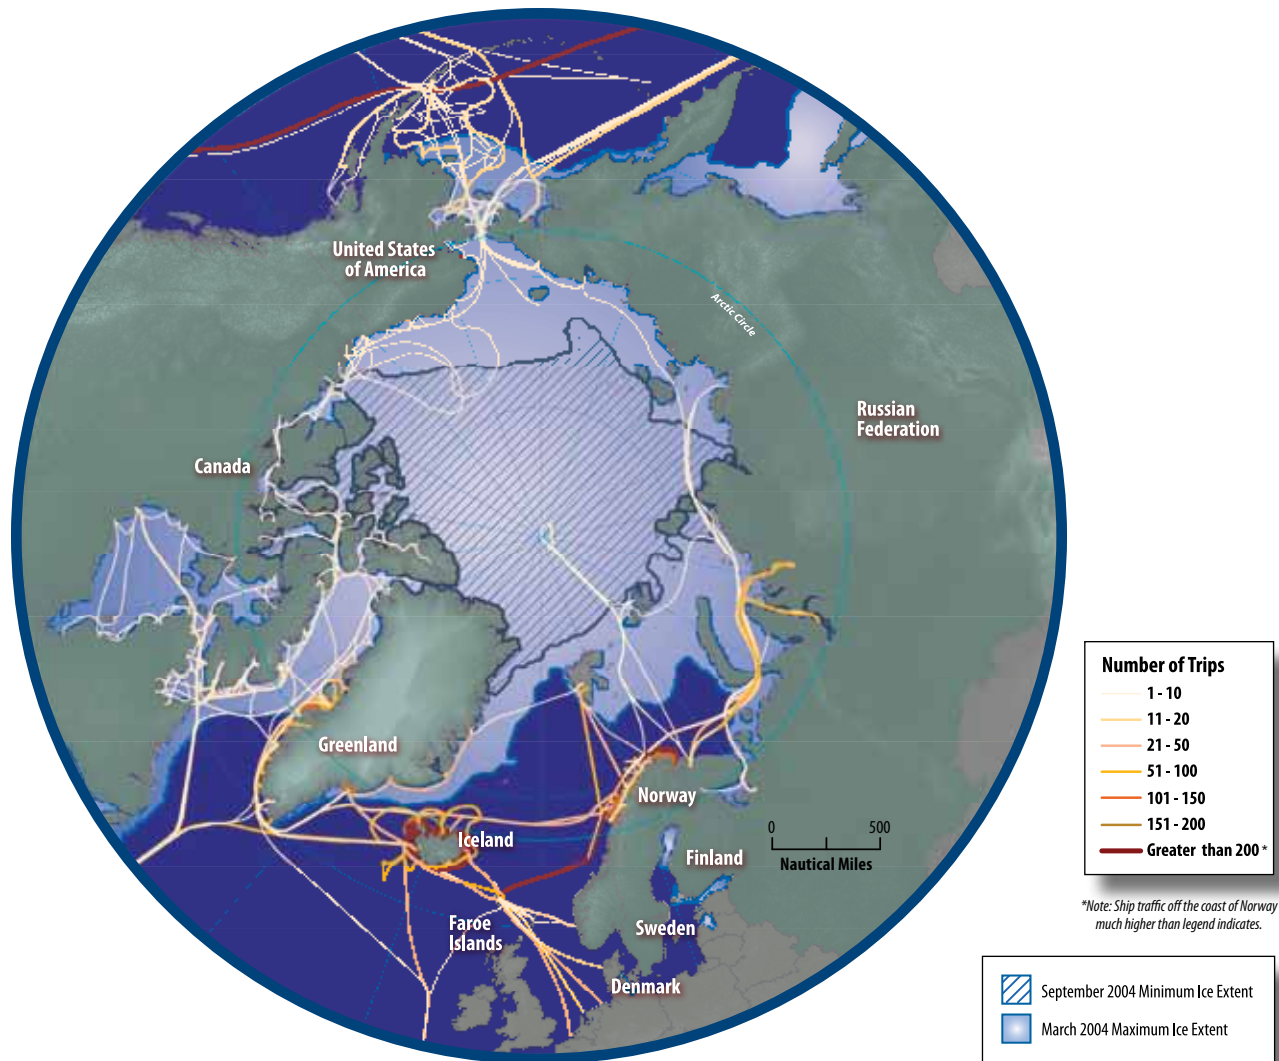 United States
of America
Arctic Circle
Russian
Federation
Canada
Greenland
Norway
Iceland
0 500
Nautical Miles
Finland
Faroe
Islands
Sweden
Denmark
Number of Trips
1 - 10
11 - 20
21 - 50
51 - 100
101 - 150
151 - 200
Greater than 200 *
*Note: Ship traffic off the coast of Norway
much higher than legend indicates.
September 2004 Minimum Ice Extent
March 2004 Maximum Ice Extent